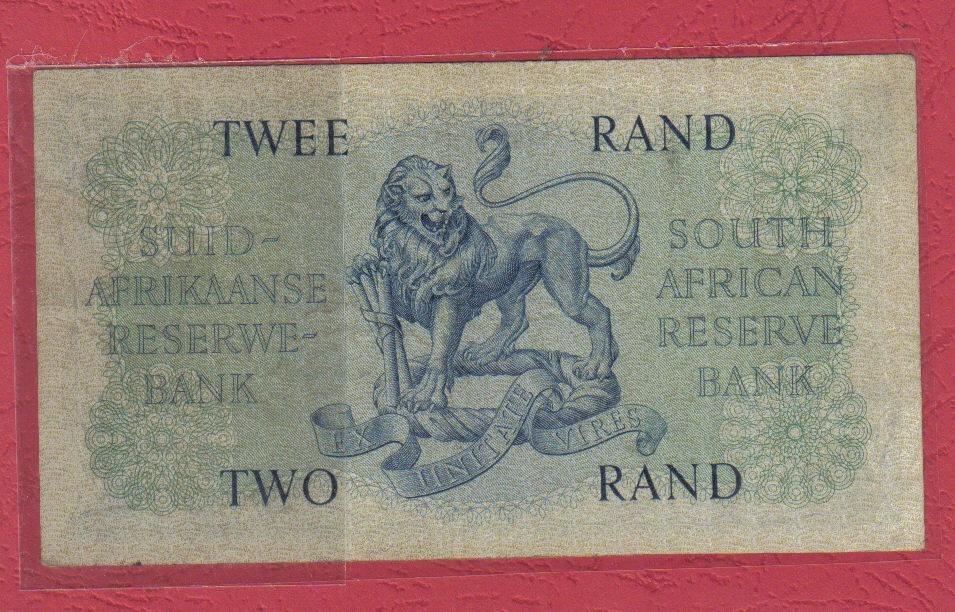 TWEE RAND
SUID-
AFRIKAANSE
RESERWE-
BANK
SOUTH
AFRICAN
RESERVE
BANK
EX UNITATE VIRES
TWO RAND